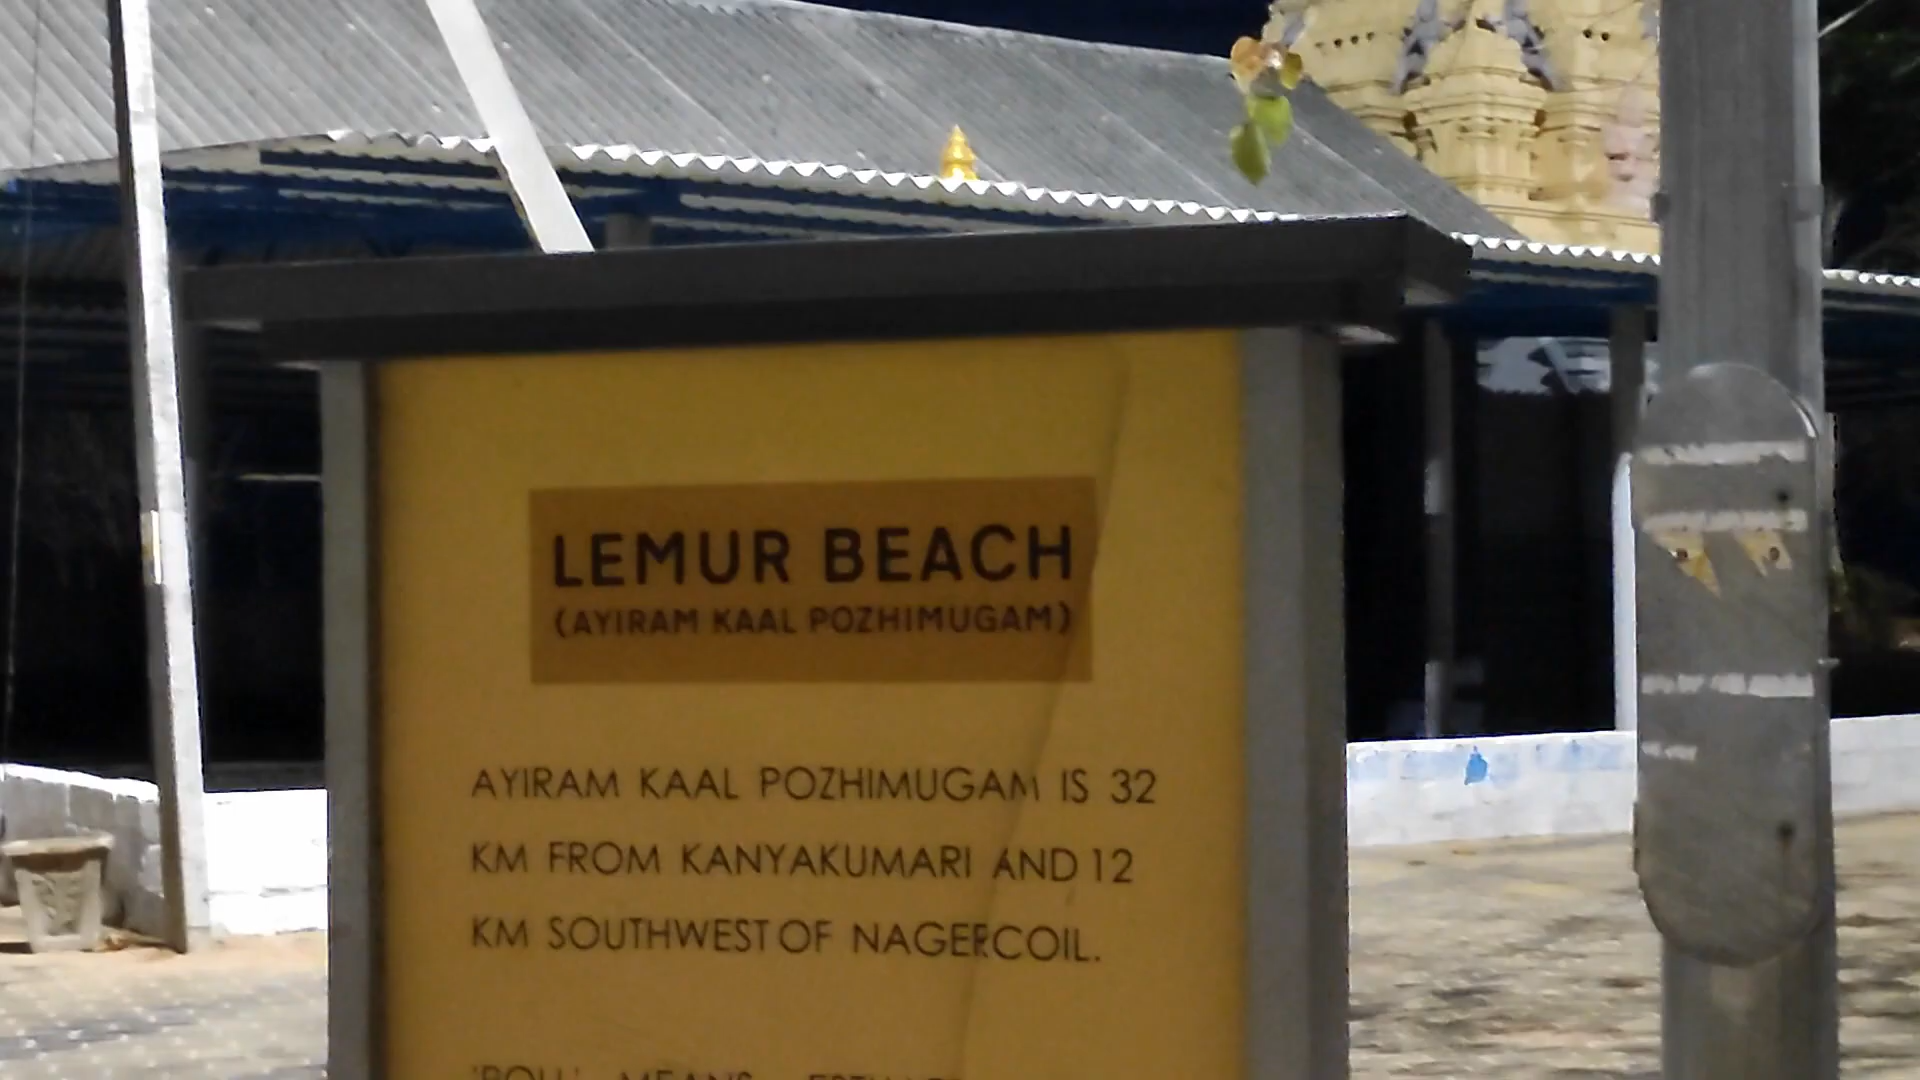 LEMUR BEACH
(AYIRAM KAAL POZHIMUGAM)
AYIRAM KAAL POZHIMUGAM IS 32
KM FROM KANYAKUMARI AND 12
KM SOUTHWEST OF NAGERCOIL.
MEANS